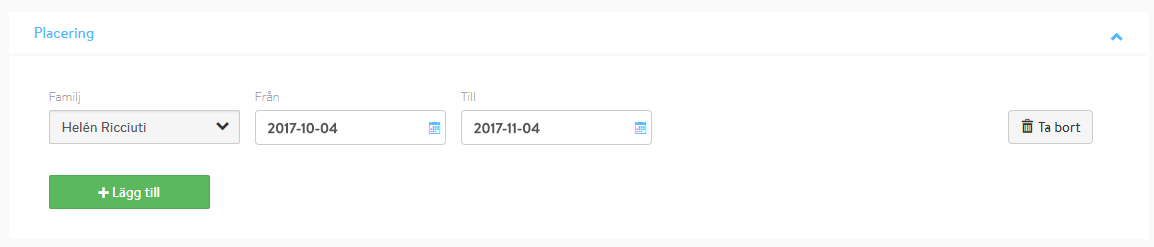 Placering
Familj Från Till
Helén Ricciuti 2017-10-04 2017-11-04 Ta bort
Lägg till